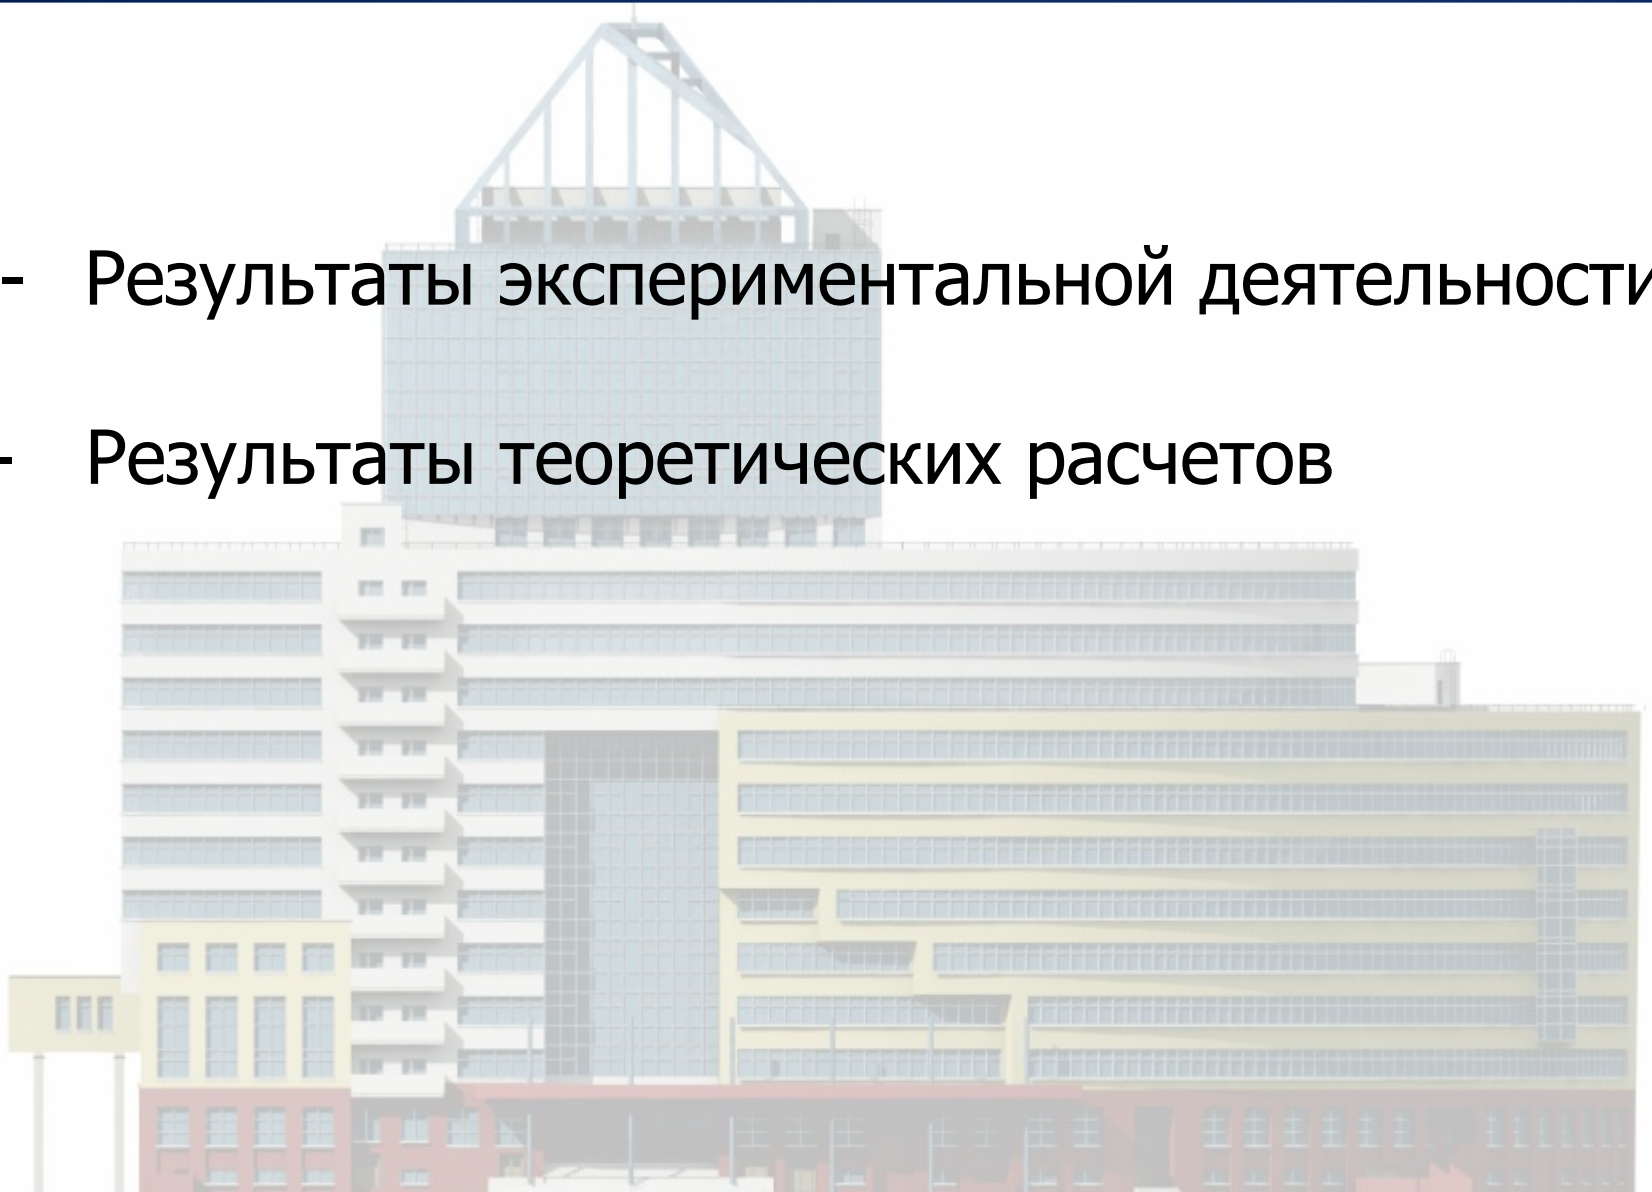 - Результаты экспериментальной деятельности
- Результаты теоретических расчетов